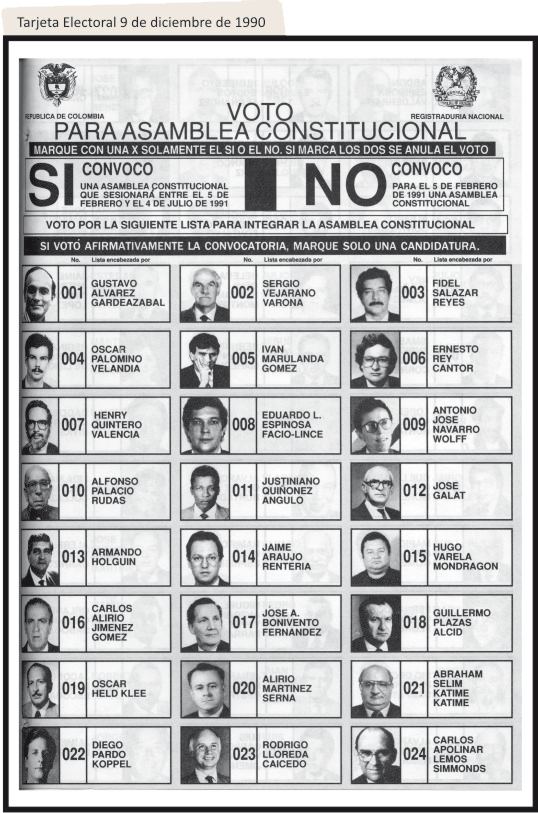 Tarjeta Electoral 9 de diciembre de 1990
REPUBLICA DE COLOMBIA
VOTO
REGISTRADURIA NACIONAL
PARA ASAMBLEA CONSTITUCIONAL
MARQUE CON UNA X SOLAMENTE EL SI O EL NO. SI MARCA LOS DOS SE ANULA EL VOTO
SI CONVOCO
UNA ASAMBLEA CONSTITUCIONAL
QUE SESIONARÁ ENTRE EL 5 DE
FEBRERO Y EL 4 DE JULIO DE 1991
NO CONVOCO
PARA EL 5 DE FEBRERO
DE 1991 UNA ASAMBLEA
CONSTITUCIONAL
VOTO POR LA SIGUIENTE LISTA PARA INTEGRAR LA ASAMBLEA CONSTITUCIONAL
SI VOTÓ AFIRMATIVAMENTE LA CONVOCATORIA, MARQUE SOLO UNA CANDIDATURA.
No. Lista encabezada por No. Lista encabezada por No. Lista encabezada por
001 GUSTAVO
ALVAREZ
GARDEAZABAL
002 SERGIO
VEJARANO
VARONA
003 FIDEL
SALAZAR
REYES
004 OSCAR
PALOMINO
VELANDIA
005 IVAN
MARULANDA
GOMEZ
006 ERNESTO
REY
CANTOR
007 HENRY
QUINTERO
VALENCIA
008 EDUARDO L.
ESPINOSA
FACIO-LINCE
009 ANTONIO
JOSE
NAVARRO
WOLFF
010 ALFONSO
PALACIO
RUDAS
011 JUSTINIANO
QUIÑONEZ
ANGULO
012 JOSE
GALAT
013 ARMANDO
HOLGUIN
014 JAIME
ARAUJO
RENTERIA
015 HUGO
VARELA
MONDRAGON
016 CARLOS
ALIRIO
JIMENEZ
GOMEZ
017 JOSE A.
BONIVENTO
FERNANDEZ
018 GUILLERMO
PLAZAS
ALCID
019 OSCAR
HELD KLEE
020 ALIRIO
MARTINEZ
SERNA
021 ABRAHAM
SELIM
KATIME
KATIME
022 DIEGO
PARDO
KOPPEL
023 RODRIGO
LLOREDA
CAICEDO
024 CARLOS
APOLINAR
LEMOS
SIMMONDS